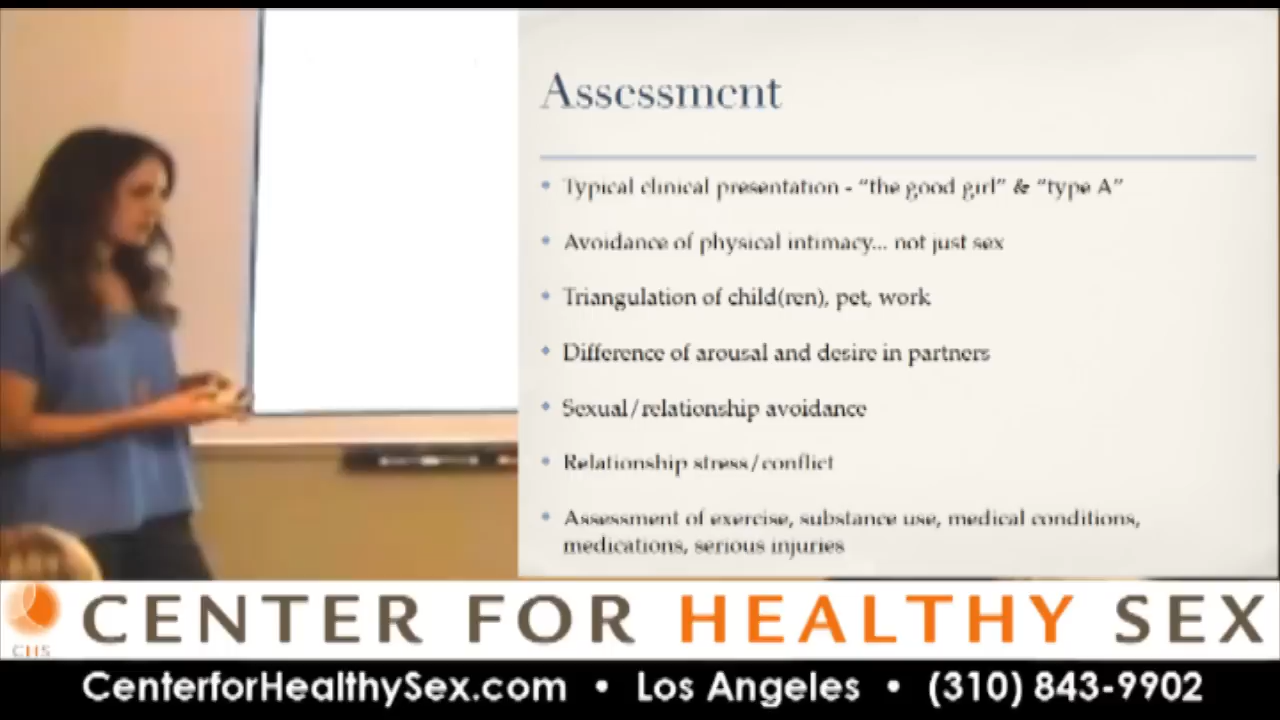 Assessment
• Typical clinical presentation - “the good girl” & “type A”
• Avoidance of physical intimacy... not just sex
• Triangulation of child(ren), pet, work
• Difference of arousal and desire in partners
• Sexual/relationship avoidance
• Relationship stress/conflict
• Assessment of exercise, substance use, medical conditions,
medications, serious injuries
CENTER FOR HEALTHY SEX
CHS
CenterforHealthySex.com • Los Angeles • (310) 843-9902